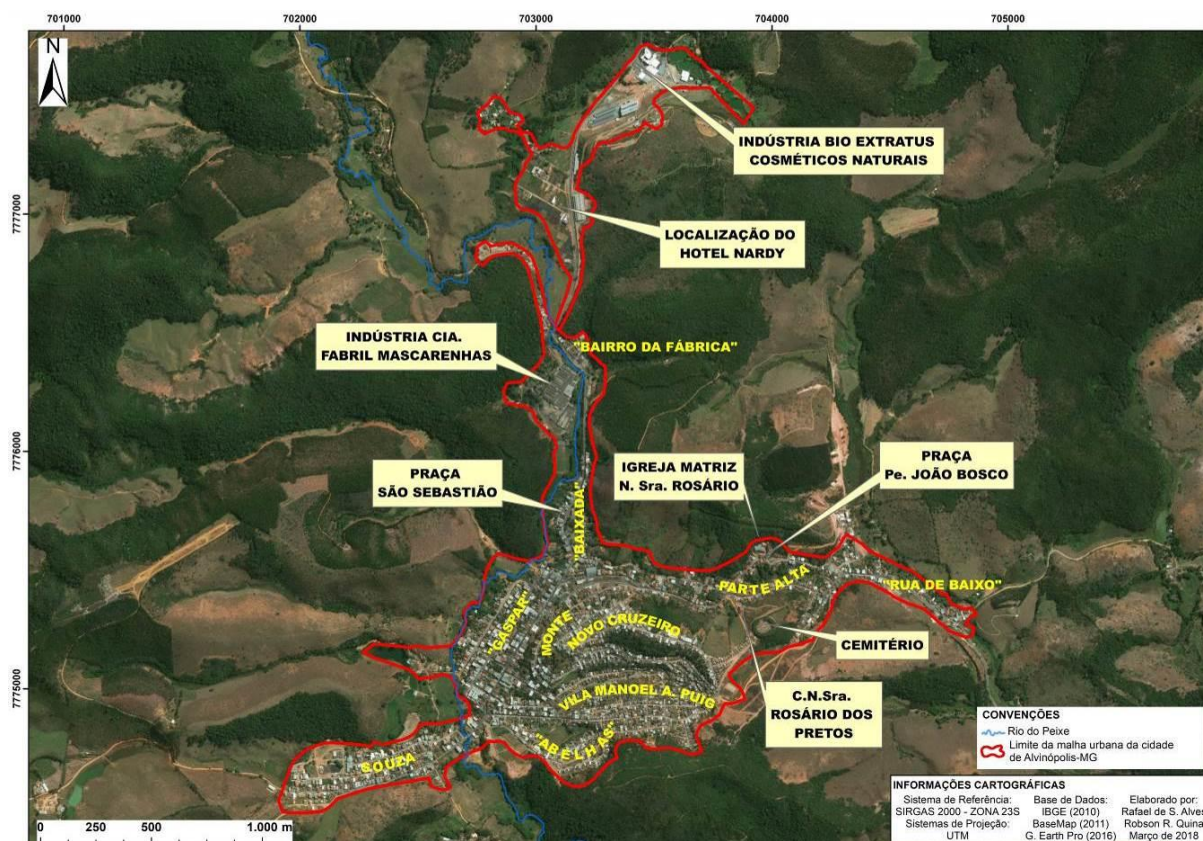 701000
702000
703000
704000
705000
N
7777000
7776000
7775000
INDÚSTRIA BIO EXTRATUS
COSMÉTICOS NATURAIS
LOCALIZAÇÃO DO
HOTEL NARDY
INDÚSTRIA CIA.
FABRIL MASCARENHAS
"BAIRRO DA FÁBRICA"
PRAÇA
SÃO SEBASTIÃO
"BAIXADA"
IGREJA MATRIZ
N. Sra. ROSÁRIO
PRAÇA
Pe. JOÃO BOSCO
PARTE ALTA
"RUA DE BAIXO"
"GASPAR"
MONTE
NOVO CRUZEIRO
CEMITÉRIO
VILA MANOEL A. PUIG
C.N.Sra.
ROSÁRIO DOS
PRETOS
"ABELHAS"
SOUZA
CONVENÇÕES
Rio do Peixe
Limite da malha urbana da cidade
de Alvinópolis-MG
INFORMAÇÕES CARTOGRÁFICAS
Sistema de Referência:
SIRGAS 2000 - ZONA 23S
Sistemas de Projeção:
UTM
Base de Dados:
IBGE (2010)
BaseMap (2011)
G. Earth Pro (2016)
Elaborado por:
Rafael de S. Alves
Robson R. Quina
Março de 2018
0 250 500 1.000 m